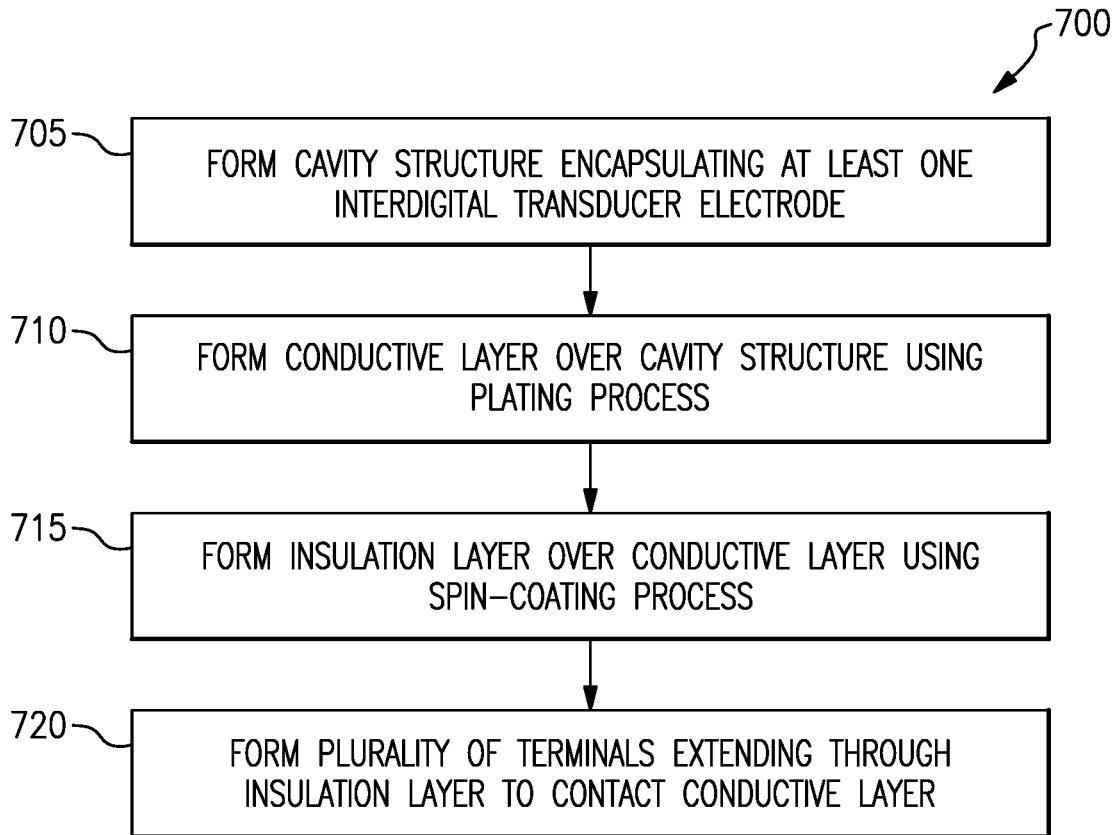 700
705
FORM CAVITY STRUCTURE ENCAPSULATING AT LEAST ONE
INTERDIGITAL TRANSDUCER ELECTRODE
710
FORM CONDUCTIVE LAYER OVER CAVITY STRUCTURE USING
PLATING PROCESS
715
FORM INSULATION LAYER OVER CONDUCTIVE LAYER USING
SPIN-COATING PROCESS
720
FORM PLURALITY OF TERMINALS EXTENDING THROUGH
INSULATION LAYER TO CONTACT CONDUCTIVE LAYER